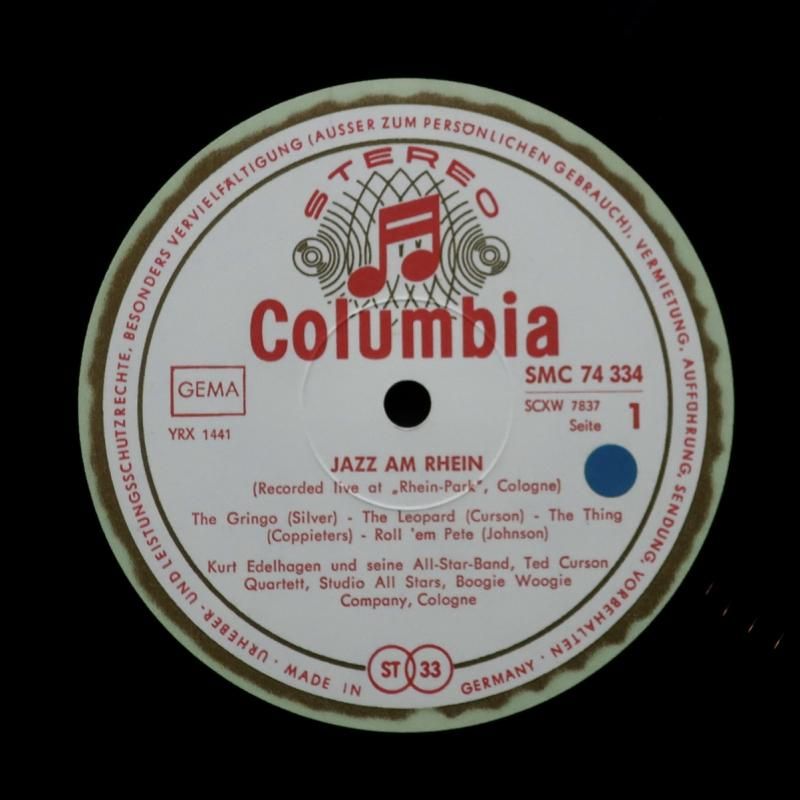 URHEBER- UND LEISTUNGSSCHUTZRECHTE, BESONDERS VERVIELFÄLTIGUNG (AUSSER ZUM PERSÖNLICHEN GEBRAUCH), VERMIETUNG, AUFFÜHRUNG, SENDUNG, VORBEHALTEN ·
STEREO
Columbia
GEMA
SMC 74 334
SCXW 7837
Seite 1
YRX 1441
JAZZ AM RHEIN
(Recorded live at „Rhein-Park", Cologne)
The Gringo (Silver) - The Leopard (Curson) - The Thing
(Coppieters) - Roll 'em Pete (Johnson)
Kurt Edelhagen und seine All-Star-Band, Ted Curson
Quartett, Studio All Stars, Boogie Woogie
Company, Cologne
ST 33
MADE IN GERMANY ·